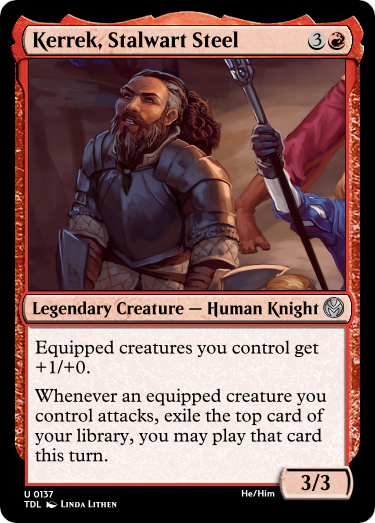 Kerrek, Stalwart Steel 3
Legendary Creature — Human Knight
Equipped creatures you control get
+1/+0.
Whenever an equipped creature you
control attacks, exile the top card of
your library, you may play that card
this turn.
3/3
U 0137 He/Him
TDL Linda Lithen